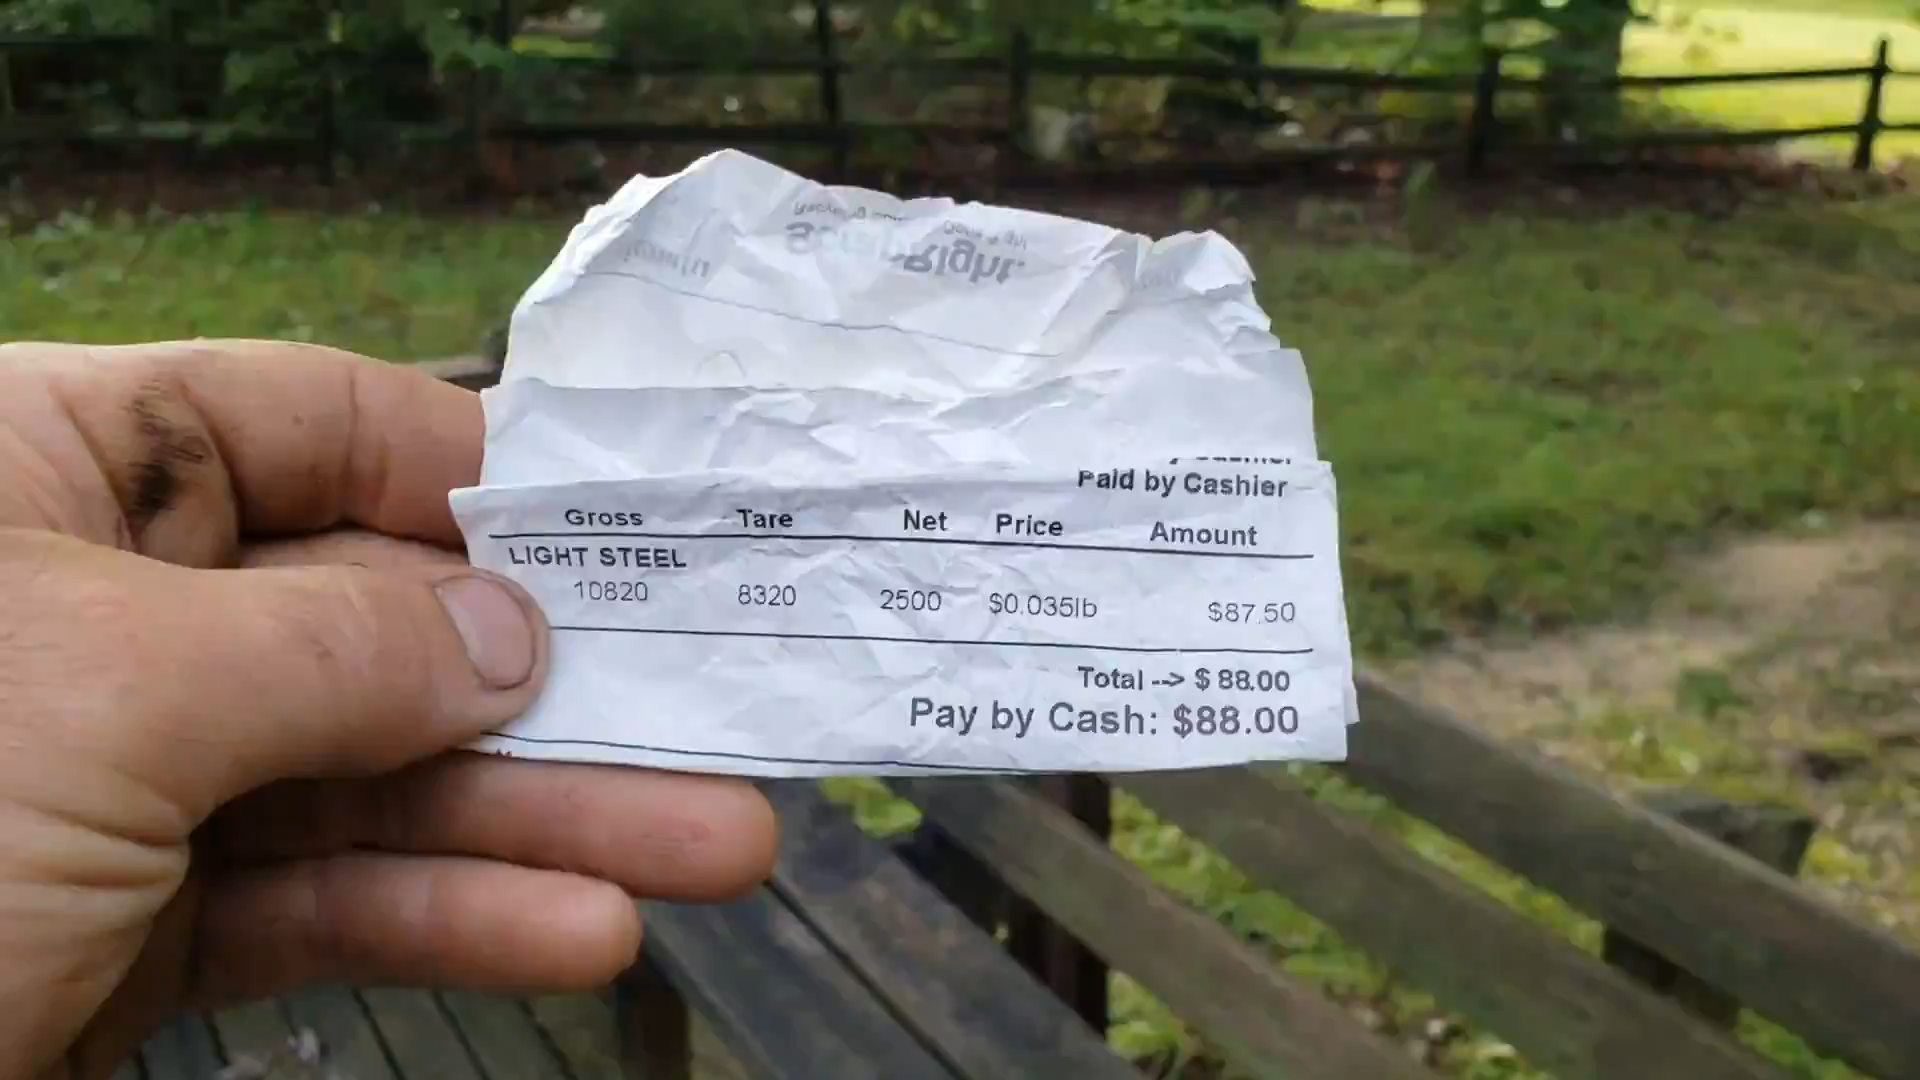 ScrapRight.
Paid by Cashier
Gross Tare Net Price Amount
LIGHT STEEL
10820 8320 2500 $0.035lb $87.50
Total --> $ 88.00
Pay by Cash: $88.00